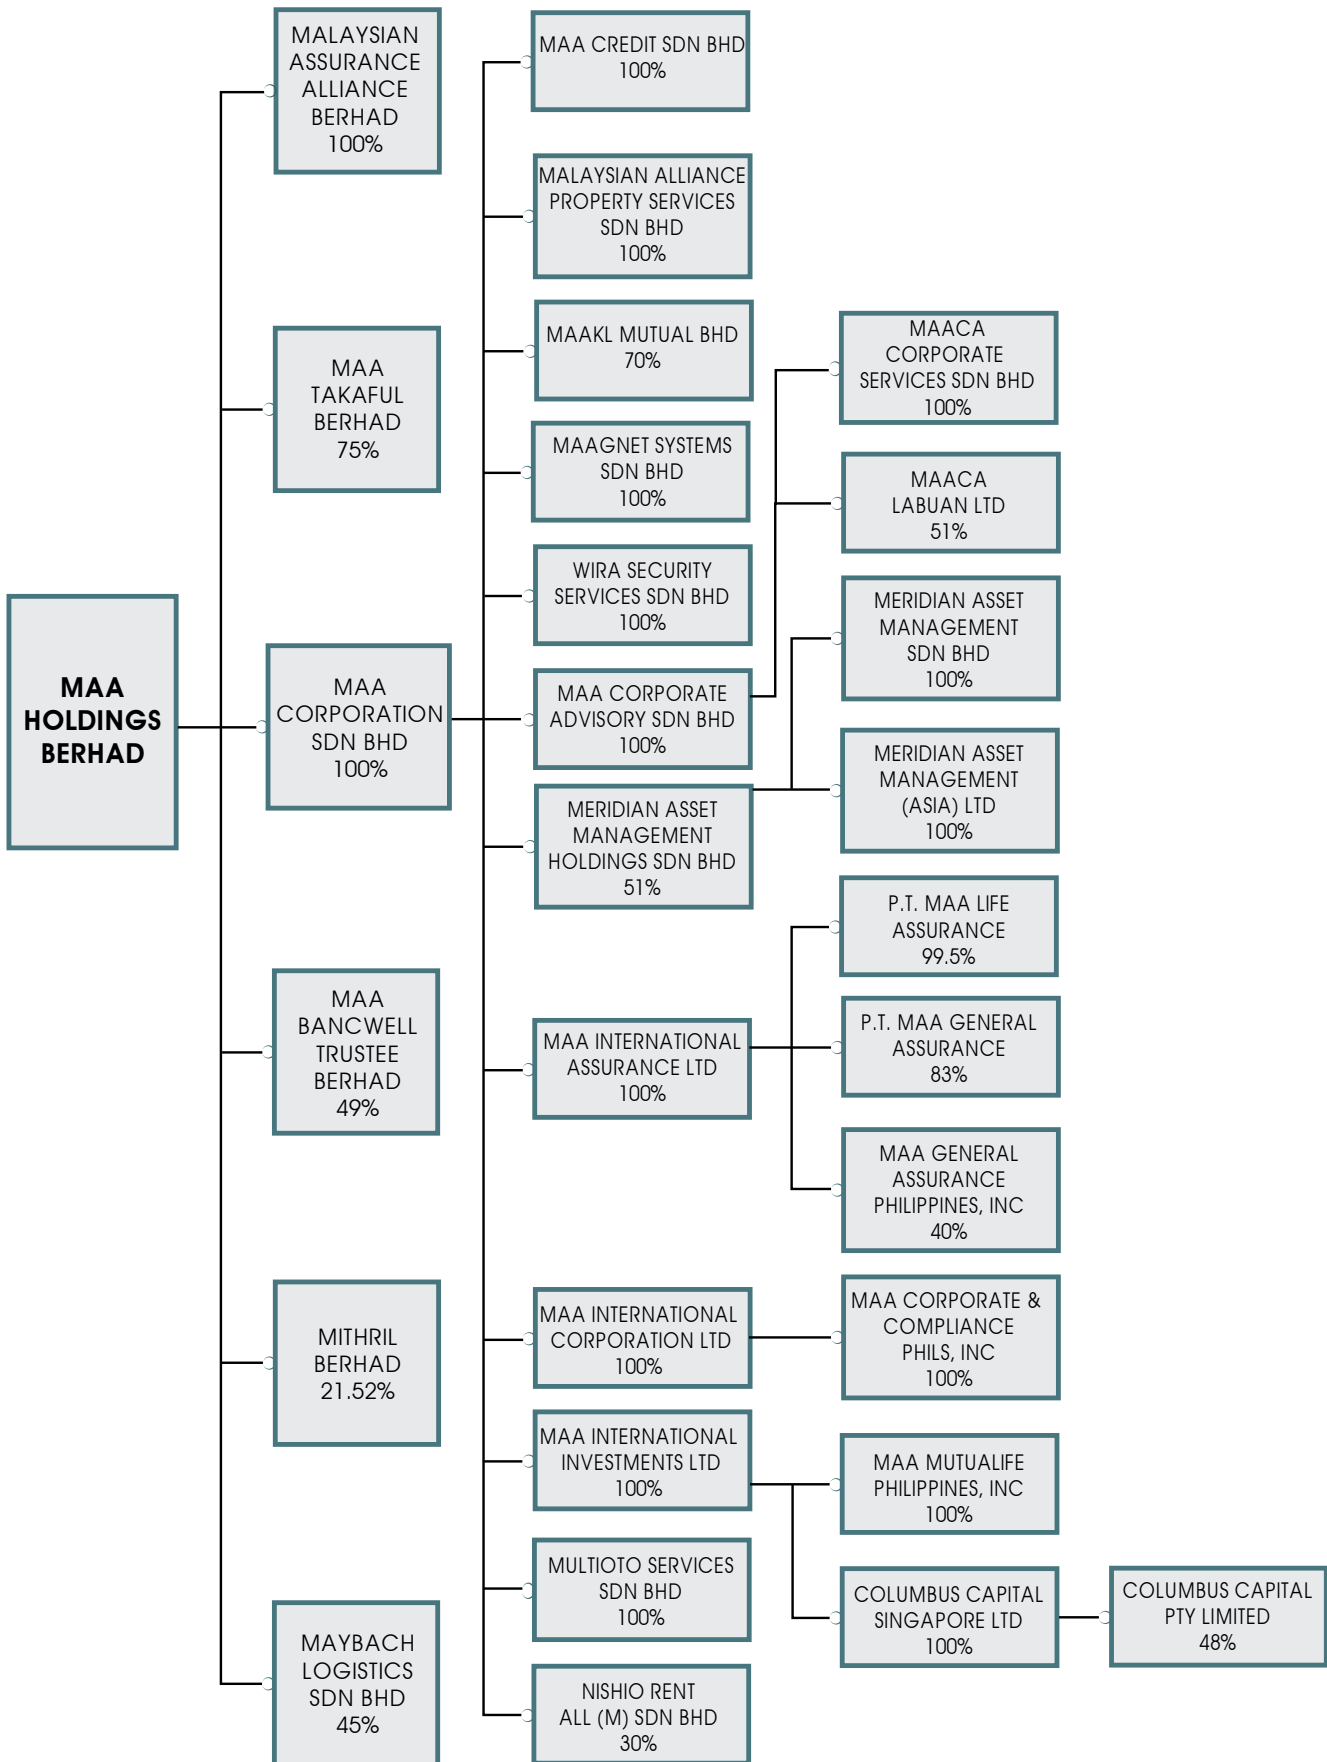 MAA
HOLDINGS
BERHAD
MALAYSIAN
ASSURANCE
ALLIANCE
BERHAD
100%
MAA
TAKAFUL
BERHAD
75%
MAA
CORPORATION
SDN BHD
100%
MAA
BANCWELL
TRUSTEE
BERHAD
49%
MITHRIL
BERHAD
21.52%
MAYBACH
LOGISTICS
SDN BHD
45%
MAA CREDIT SDN BHD
100%
MALAYSIAN ALLIANCE
PROPERTY SERVICES
SDN BHD
100%
MAAKL MUTUAL BHD
70%
MAAGNET SYSTEMS
SDN BHD
100%
WIRA SECURITY
SERVICES SDN BHD
100%
MAA CORPORATE
ADVISORY SDN BHD
100%
MERIDIAN ASSET
MANAGEMENT
HOLDINGS SDN BHD
51%
MAA INTERNATIONAL
ASSURANCE LTD
100%
MAA INTERNATIONAL
CORPORATION LTD
100%
MAA INTERNATIONAL
INVESTMENTS LTD
100%
MULTIOTO SERVICES
SDN BHD
100%
NISHIO RENT
ALL (M) SDN BHD
30%
MAACA
CORPORATE
SERVICES SDN BHD
100%
MAACA
LABUAN LTD
51%
MERIDIAN ASSET
MANAGEMENT
SDN BHD
100%
MERIDIAN ASSET
MANAGEMENT
(ASIA) LTD
100%
P.T. MAA LIFE
ASSURANCE
99.5%
P.T. MAA GENERAL
ASSURANCE
83%
MAA GENERAL
ASSURANCE
PHILIPPINES, INC
40%
MAA CORPORATE &
COMPLIANCE
PHILS, INC
100%
MAA MUTUALIFE
PHILIPPINES, INC
100%
COLUMBUS CAPITAL
SINGAPORE LTD
100%
COLUMBUS CAPITAL
PTY LIMITED
48%